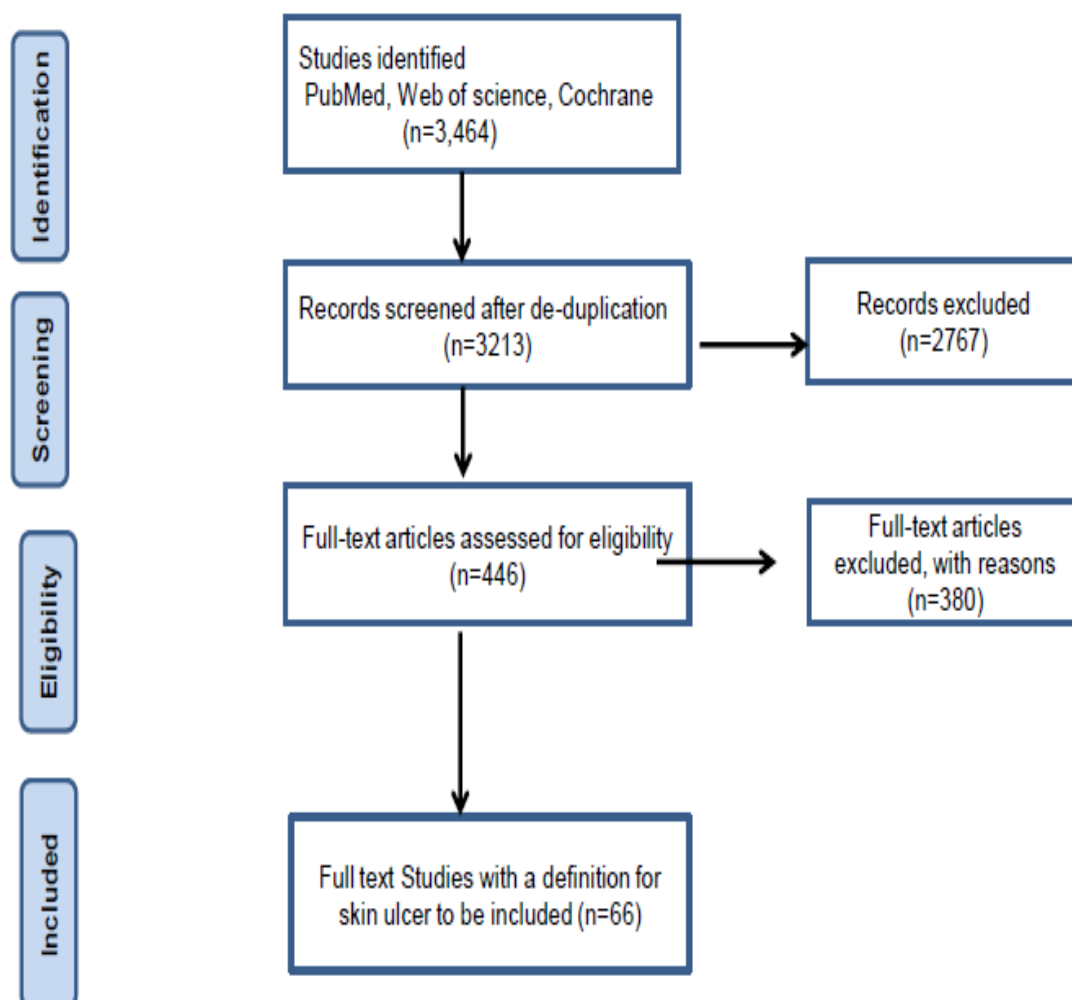 Identification
Studies identified
PubMed, Web of science, Cochrane
(n=3,464)
Screening
Records screened after de-duplication
(n=3213)
Records excluded
(n=2767)
Eligibility
Full-text articles assessed for eligibility
(n=446)
Full-text articles
excluded, with reasons
(n=380)
Included
Full text Studies with a definition for
skin ulcer to be included (n=66)